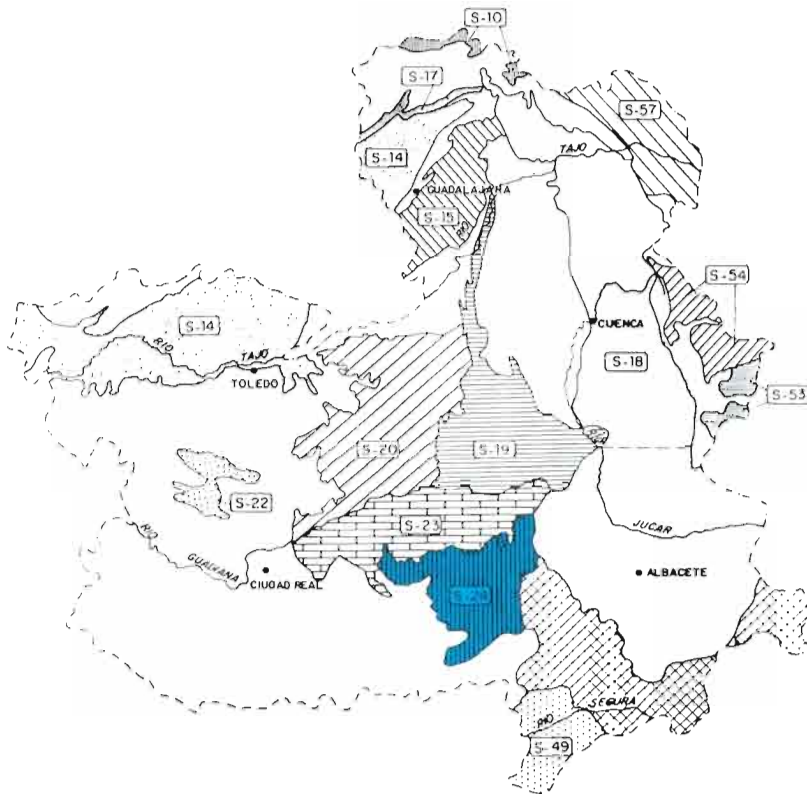 S-10
S-17
S-57
S-14
TAJO
GUADALAJARA
S-15
RIO
S-54
S-14
RIO
TAJO
TOLEDO
CUENCA
S-18
S-53
S-20
S-19
S-22
S-23
JUCAR
RIO
GUADIANA
CIUDAD REAL
ALBACETE
S-24
SEGURA
RIO
S-49